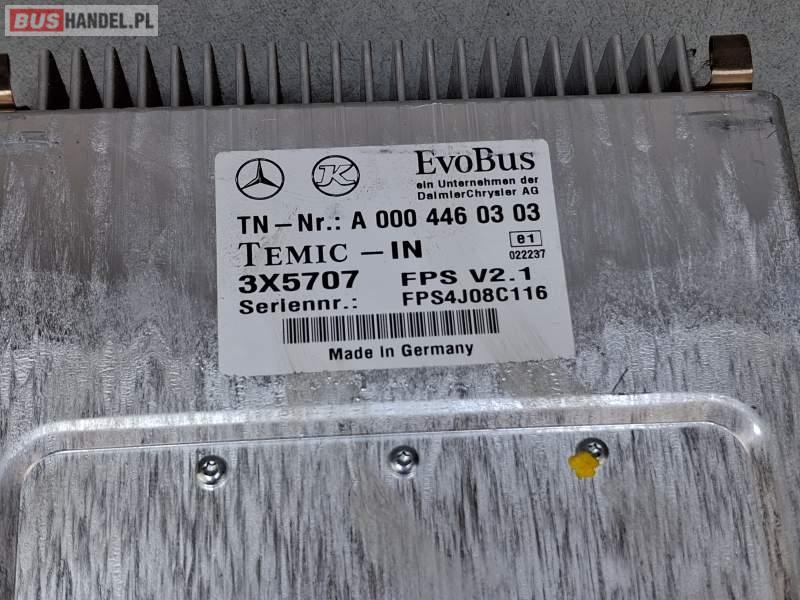 BUSHANDEL.PL
K EvoBus
ein Unternehmen der
DaimlerChrysler AG
TN-Nr.: A 000 446 03 03
TEMIC - IN e1
022237
3X5707 FPS V2.1
Seriennr.: FPS4J08C116
Made in Germany